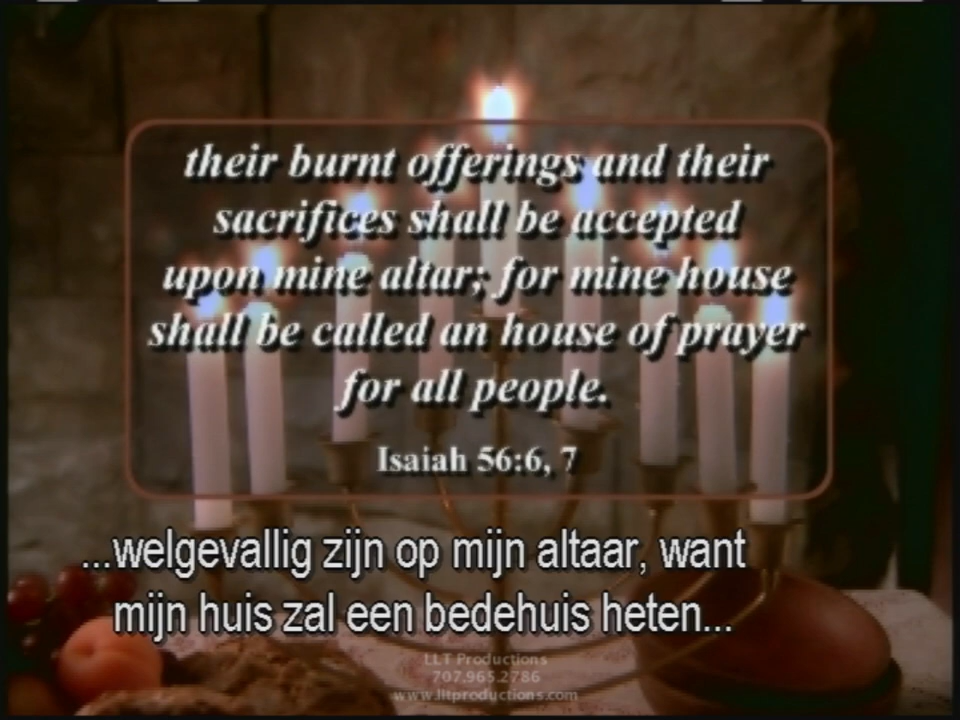 their burnt offerings and their
sacrifices shall be accepted
upon mine altar; for mine house
shall be called an house of prayer
for all people.
Isaiah 56:6, 7
...welgevallig zijn op mijn altaar, want
mijn huis zal een bedehuis heten...
LLT Productions
707.965.2786
www.lltproductions.com